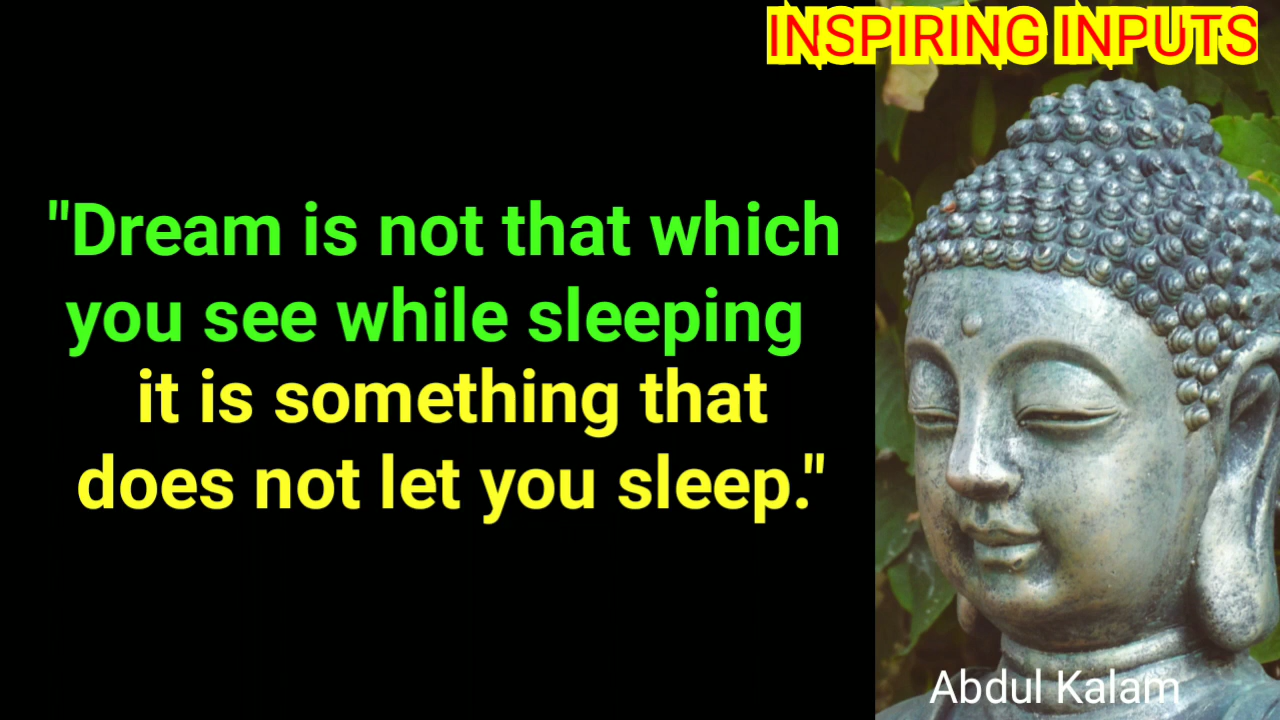 INSPIRING INPUTS
"Dream is not that which
you see while sleeping
it is something that
does not let you sleep."
Abdul Kalam